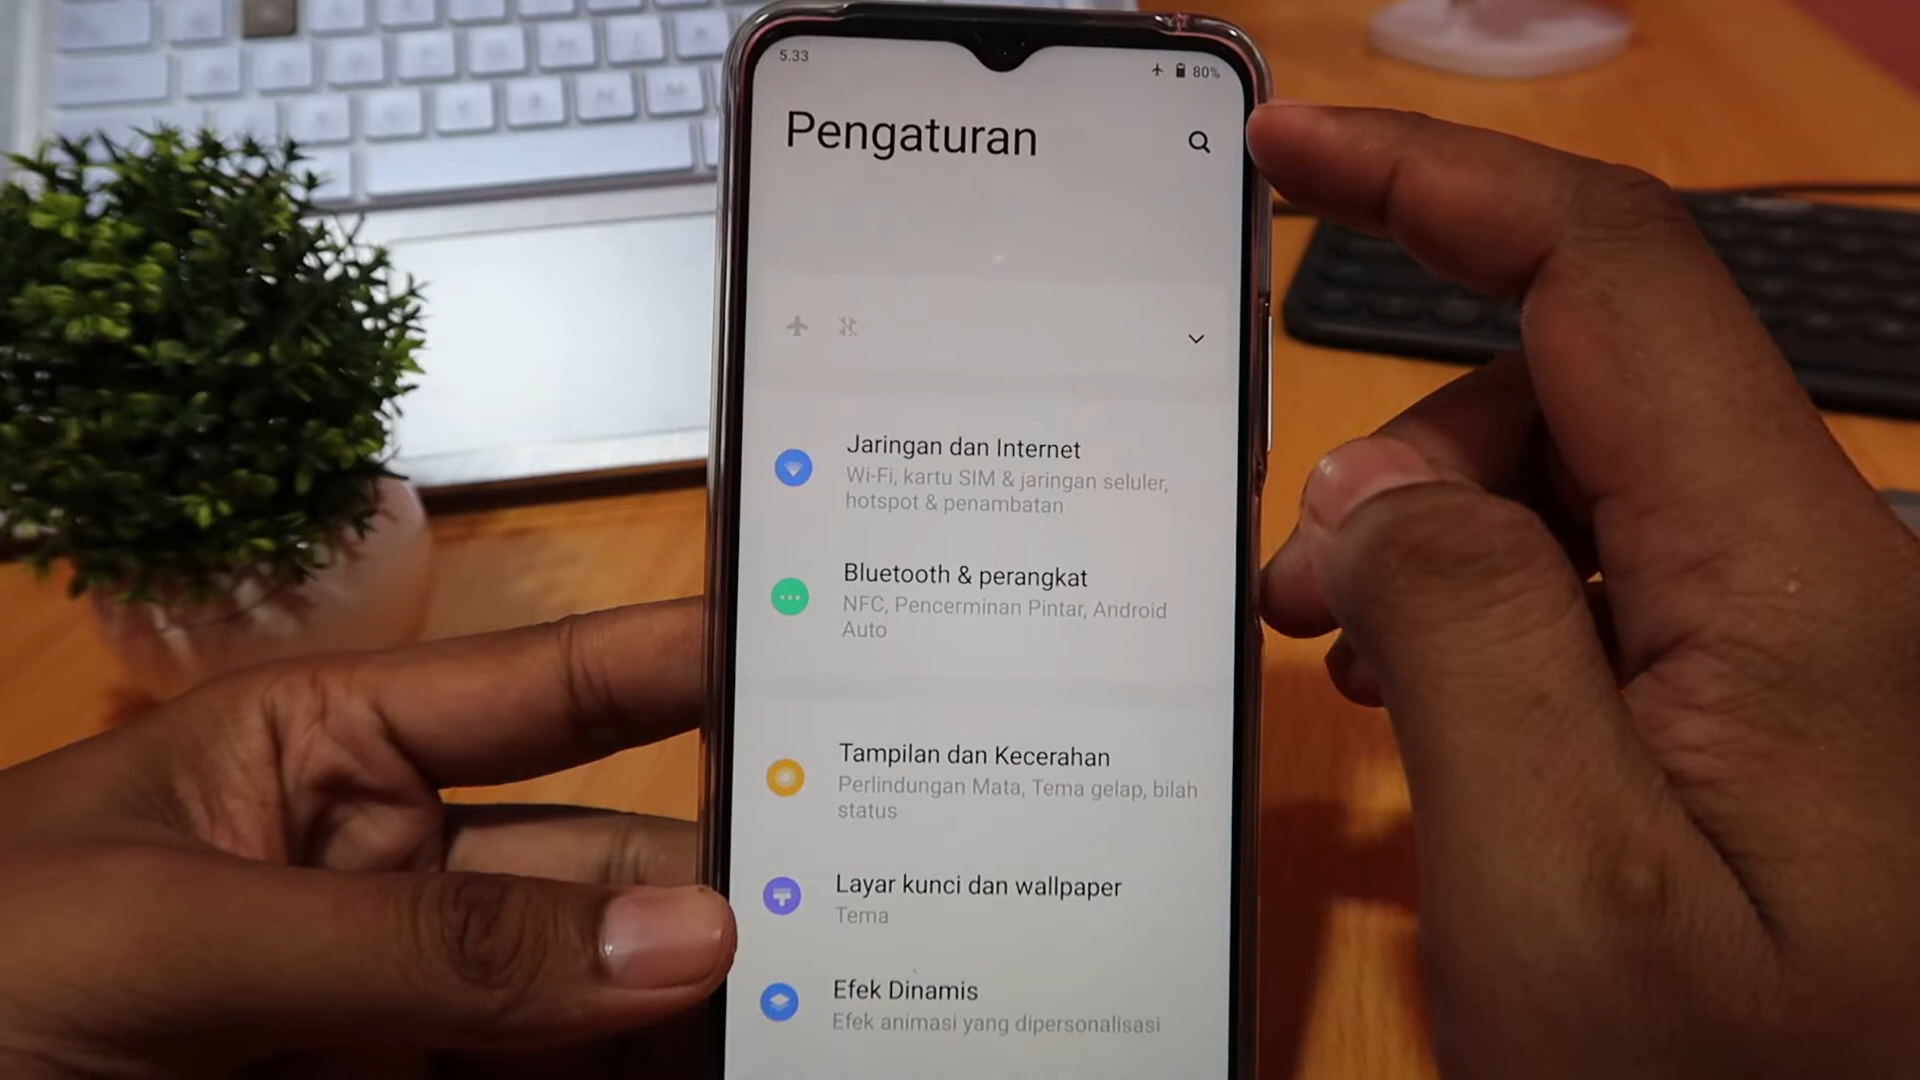 5.33
80%
Pengaturan
Jaringan dan Internet
Wi-Fi, kartu SIM & jaringan seluler,
hotspot & penambatan
Bluetooth & perangkat
NFC, Pencerminan Pintar, Android
Auto
Tampilan dan Kecerahan
Perlindungan Mata, Tema gelap, bilah
status
Layar kunci dan wallpaper
Tema
Efek Dinamis
Efek animasi yang dipersonalisasi